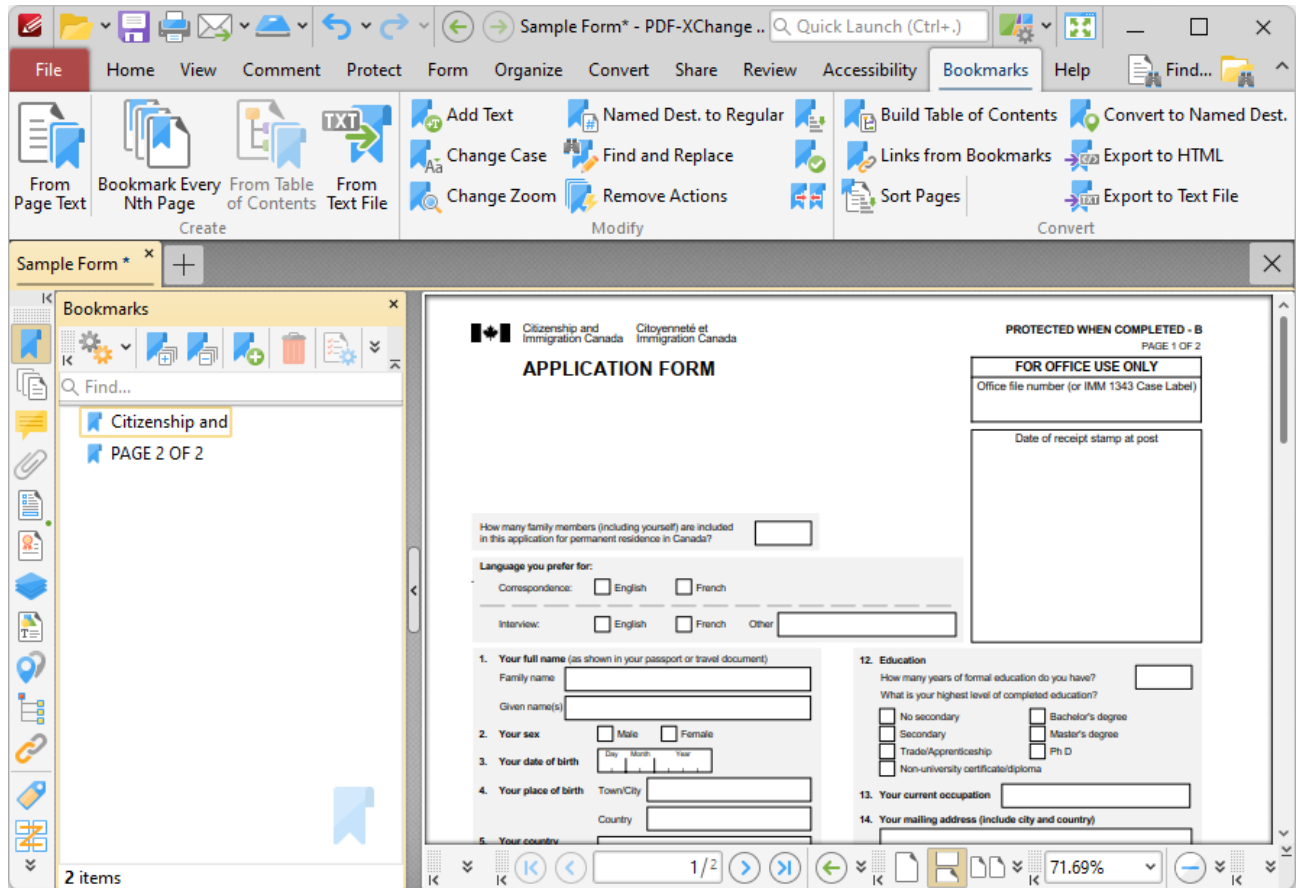 Sample Form* - PDF-XChange ..
Quick Launch (Ctrl+.)
File Home View Comment Protect Form Organize Convert Share Review Accessibility Bookmarks Help Find...
From Page Text
Bookmark Every Nth Page
From Table of Contents
TXT
From Text File
Create
Add Text
Change Case
Change Zoom
Named Dest. to Regular
Find and Replace
Remove Actions
Modify
Build Table of Contents
Links from Bookmarks
Sort Pages
Convert to Named Dest.
Export to HTML
Export to Text File
Convert
Sample Form *
Bookmarks
Find...
Citizenship and
PAGE 2 OF 2
2 items
Citizenship and Immigration Canada
Citoyenneté et Immigration Canada
PROTECTED WHEN COMPLETED - B
PAGE 1 OF 2
APPLICATION FORM
FOR OFFICE USE ONLY
Office file number (or IMM 1343 Case Label)
Date of receipt stamp at post
How many family members (including yourself) are included
in this application for permanent residence in Canada?
Language you prefer for:
Correspondence: English French
Interview: English French Other
1. Your full name (as shown in your passport or travel document)
Family name
Given name(s)
2. Your sex Male Female
3. Your date of birth Day Month Year
4. Your place of birth Town/City
Country
5. Your country
12. Education
How many years of formal education do you have?
What is your highest level of completed education?
No secondary Bachelor's degree
Secondary Master's degree
Trade/Apprenticeship Ph D
Non-university certificate/diploma
13. Your current occupation
14. Your mailing address (include city and country)
1/2
71.69%